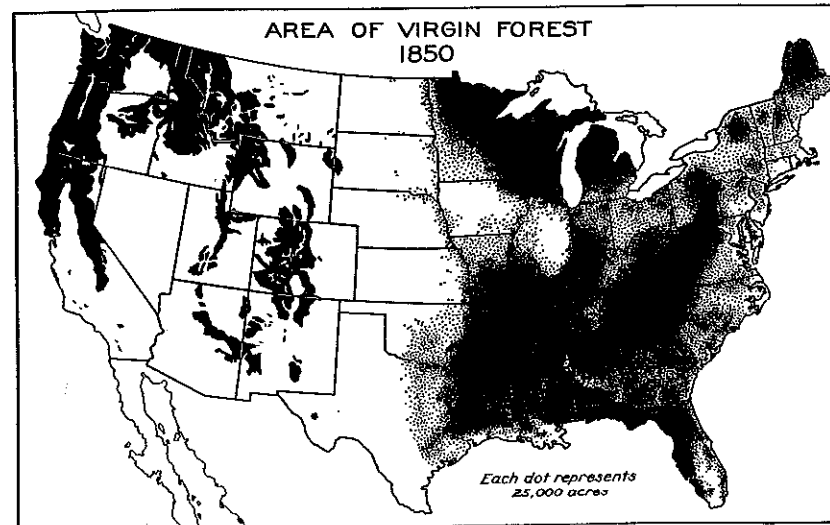 AREA OF VIRGIN FOREST
1850
Each dot represents
25,000 acres